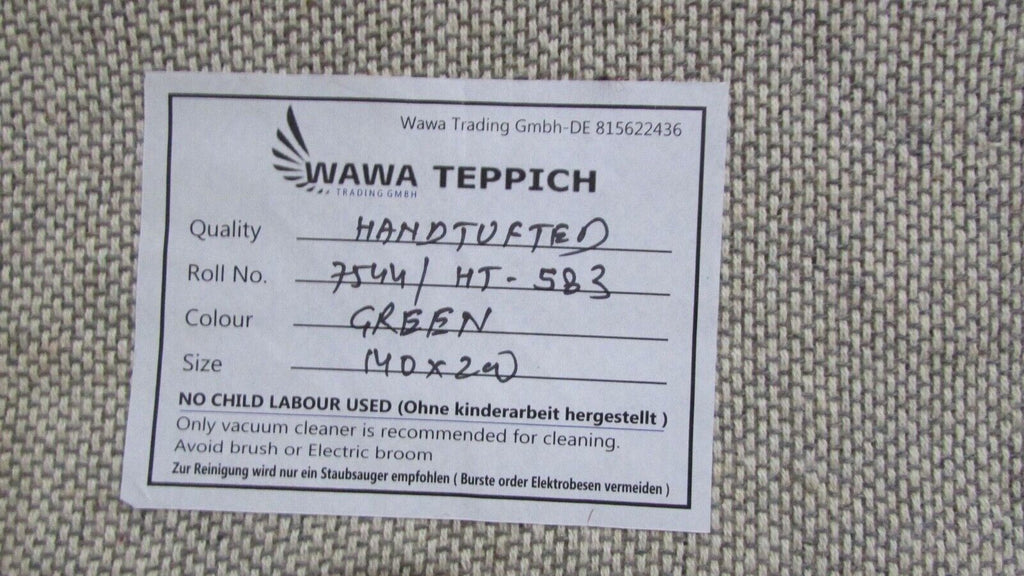 Wawa Trading Gmbh-DE 815622436
WAWA TEPPICH
TRADING GMBH
Quality HANDTUFTED
Roll No. 7544/ HT-583
Colour GREEN
Size 140x200
NO CHILD LABOUR USED (Ohne kinderarbeit hergestellt )
Only vacuum cleaner is recommended for cleaning.
Avoid brush or Electric broom
Zur Reinigung wird nur ein Staubsauger empfohlen ( Burste order Elektrobesen vermeiden )